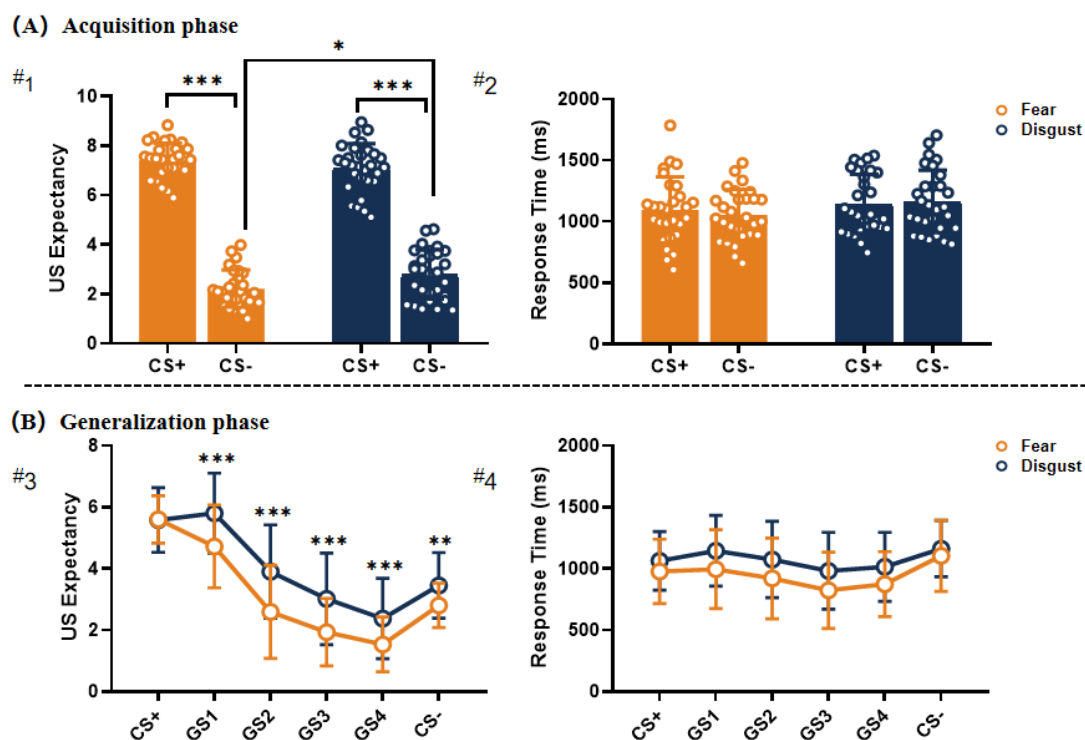 (A) Acquisition phase
#1
US Expectancy
10
8
6
4
2
0
***
*
***
CS+
CS-
CS+
CS-
#2
Response Time (ms)
2000
1500
1000
500
0
CS+
CS-
CS+
CS-
Fear
Disgust
(B) Generalization phase
#3
US Expectancy
8
6
4
2
0
***
***
***
***
**
CS+
GS1
GS2
GS3
GS4
CS-
#4
Response Time (ms)
2000
1500
1000
500
0
CS+
GS1
GS2
GS3
GS4
CS-
Fear
Disgust